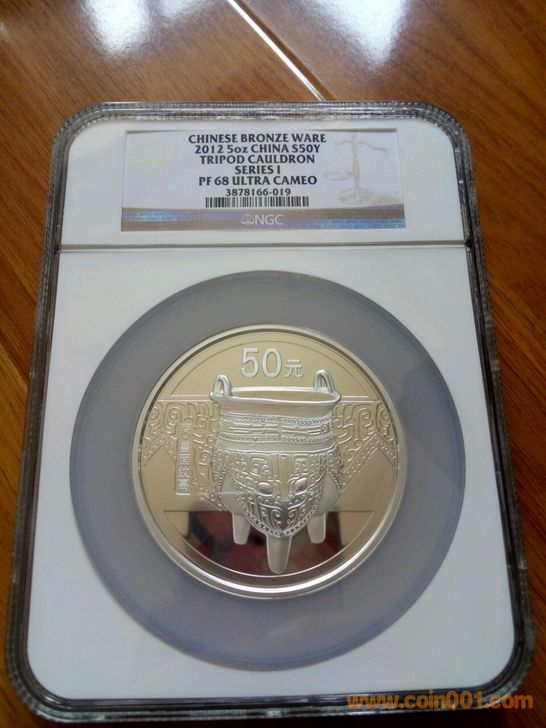 CHINESE BRONZE WARE
2012 5oz CHINA S50Y
TRIPOD CAULDRON
SERIES I
PF 68 ULTRA CAMEO
3878166-019
NGC
50元
www.coin001.com